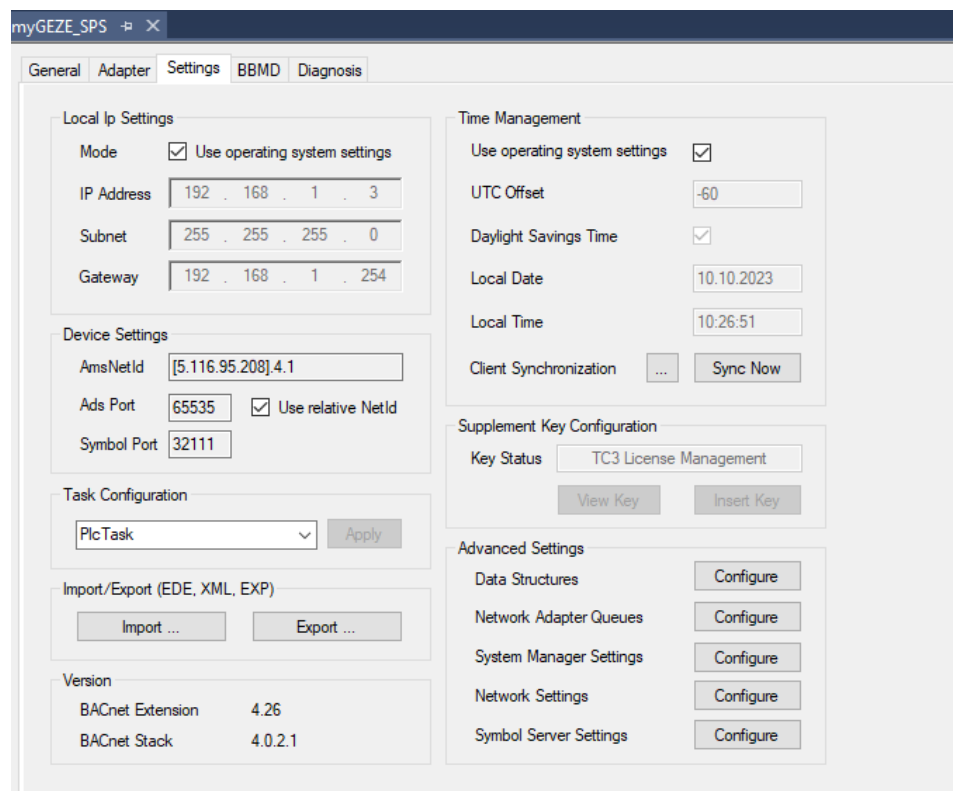 myGEZE_SPS
General Adapter Settings BBMD Diagnosis
Local Ip Settings
Mode Use operating system settings
IP Address 192 . 168 . 1 . 3
Subnet 255 . 255 . 255 . 0
Gateway 192 . 168 . 1 . 254
Device Settings
AmsNetId [5.116.95.208].4.1
Ads Port 65535 Use relative NetId
Symbol Port 32111
Task Configuration
PlcTask Apply
Import/Export (EDE, XML, EXP)
Import ... Export ...
Version
BACnet Extension 4.26
BACnet Stack 4.0.2.1
Time Management
Use operating system settings
UTC Offset -60
Daylight Savings Time
Local Date 10.10.2023
Local Time 10:26:51
Client Synchronization ... Sync Now
Supplement Key Configuration
Key Status TC3 License Management
View Key Insert Key
Advanced Settings
Data Structures Configure
Network Adapter Queues Configure
System Manager Settings Configure
Network Settings Configure
Symbol Server Settings Configure